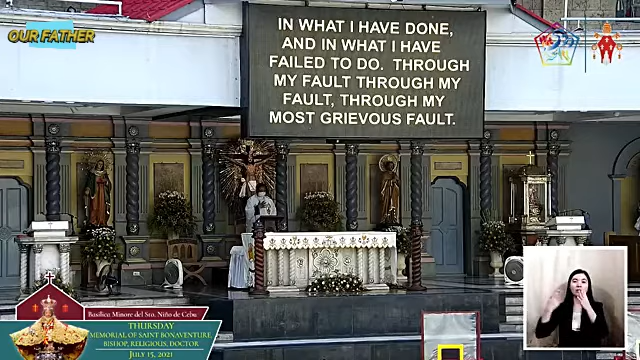 OUR FATHER
IN WHAT I HAVE DONE,
AND IN WHAT I HAVE
FAILED TO DO. THROUGH
MY FAULT THROUGH MY
FAULT, THROUGH MY
MOST GRIEVOUS FAULT.
Basilica Minore del Sto. Niño de Cebu
THURSDAY
MEMORIAL OF SAINT BONAVENTURE,
BISHOP, RELIGIOUS, DOCTOR
JULY 15, 2021